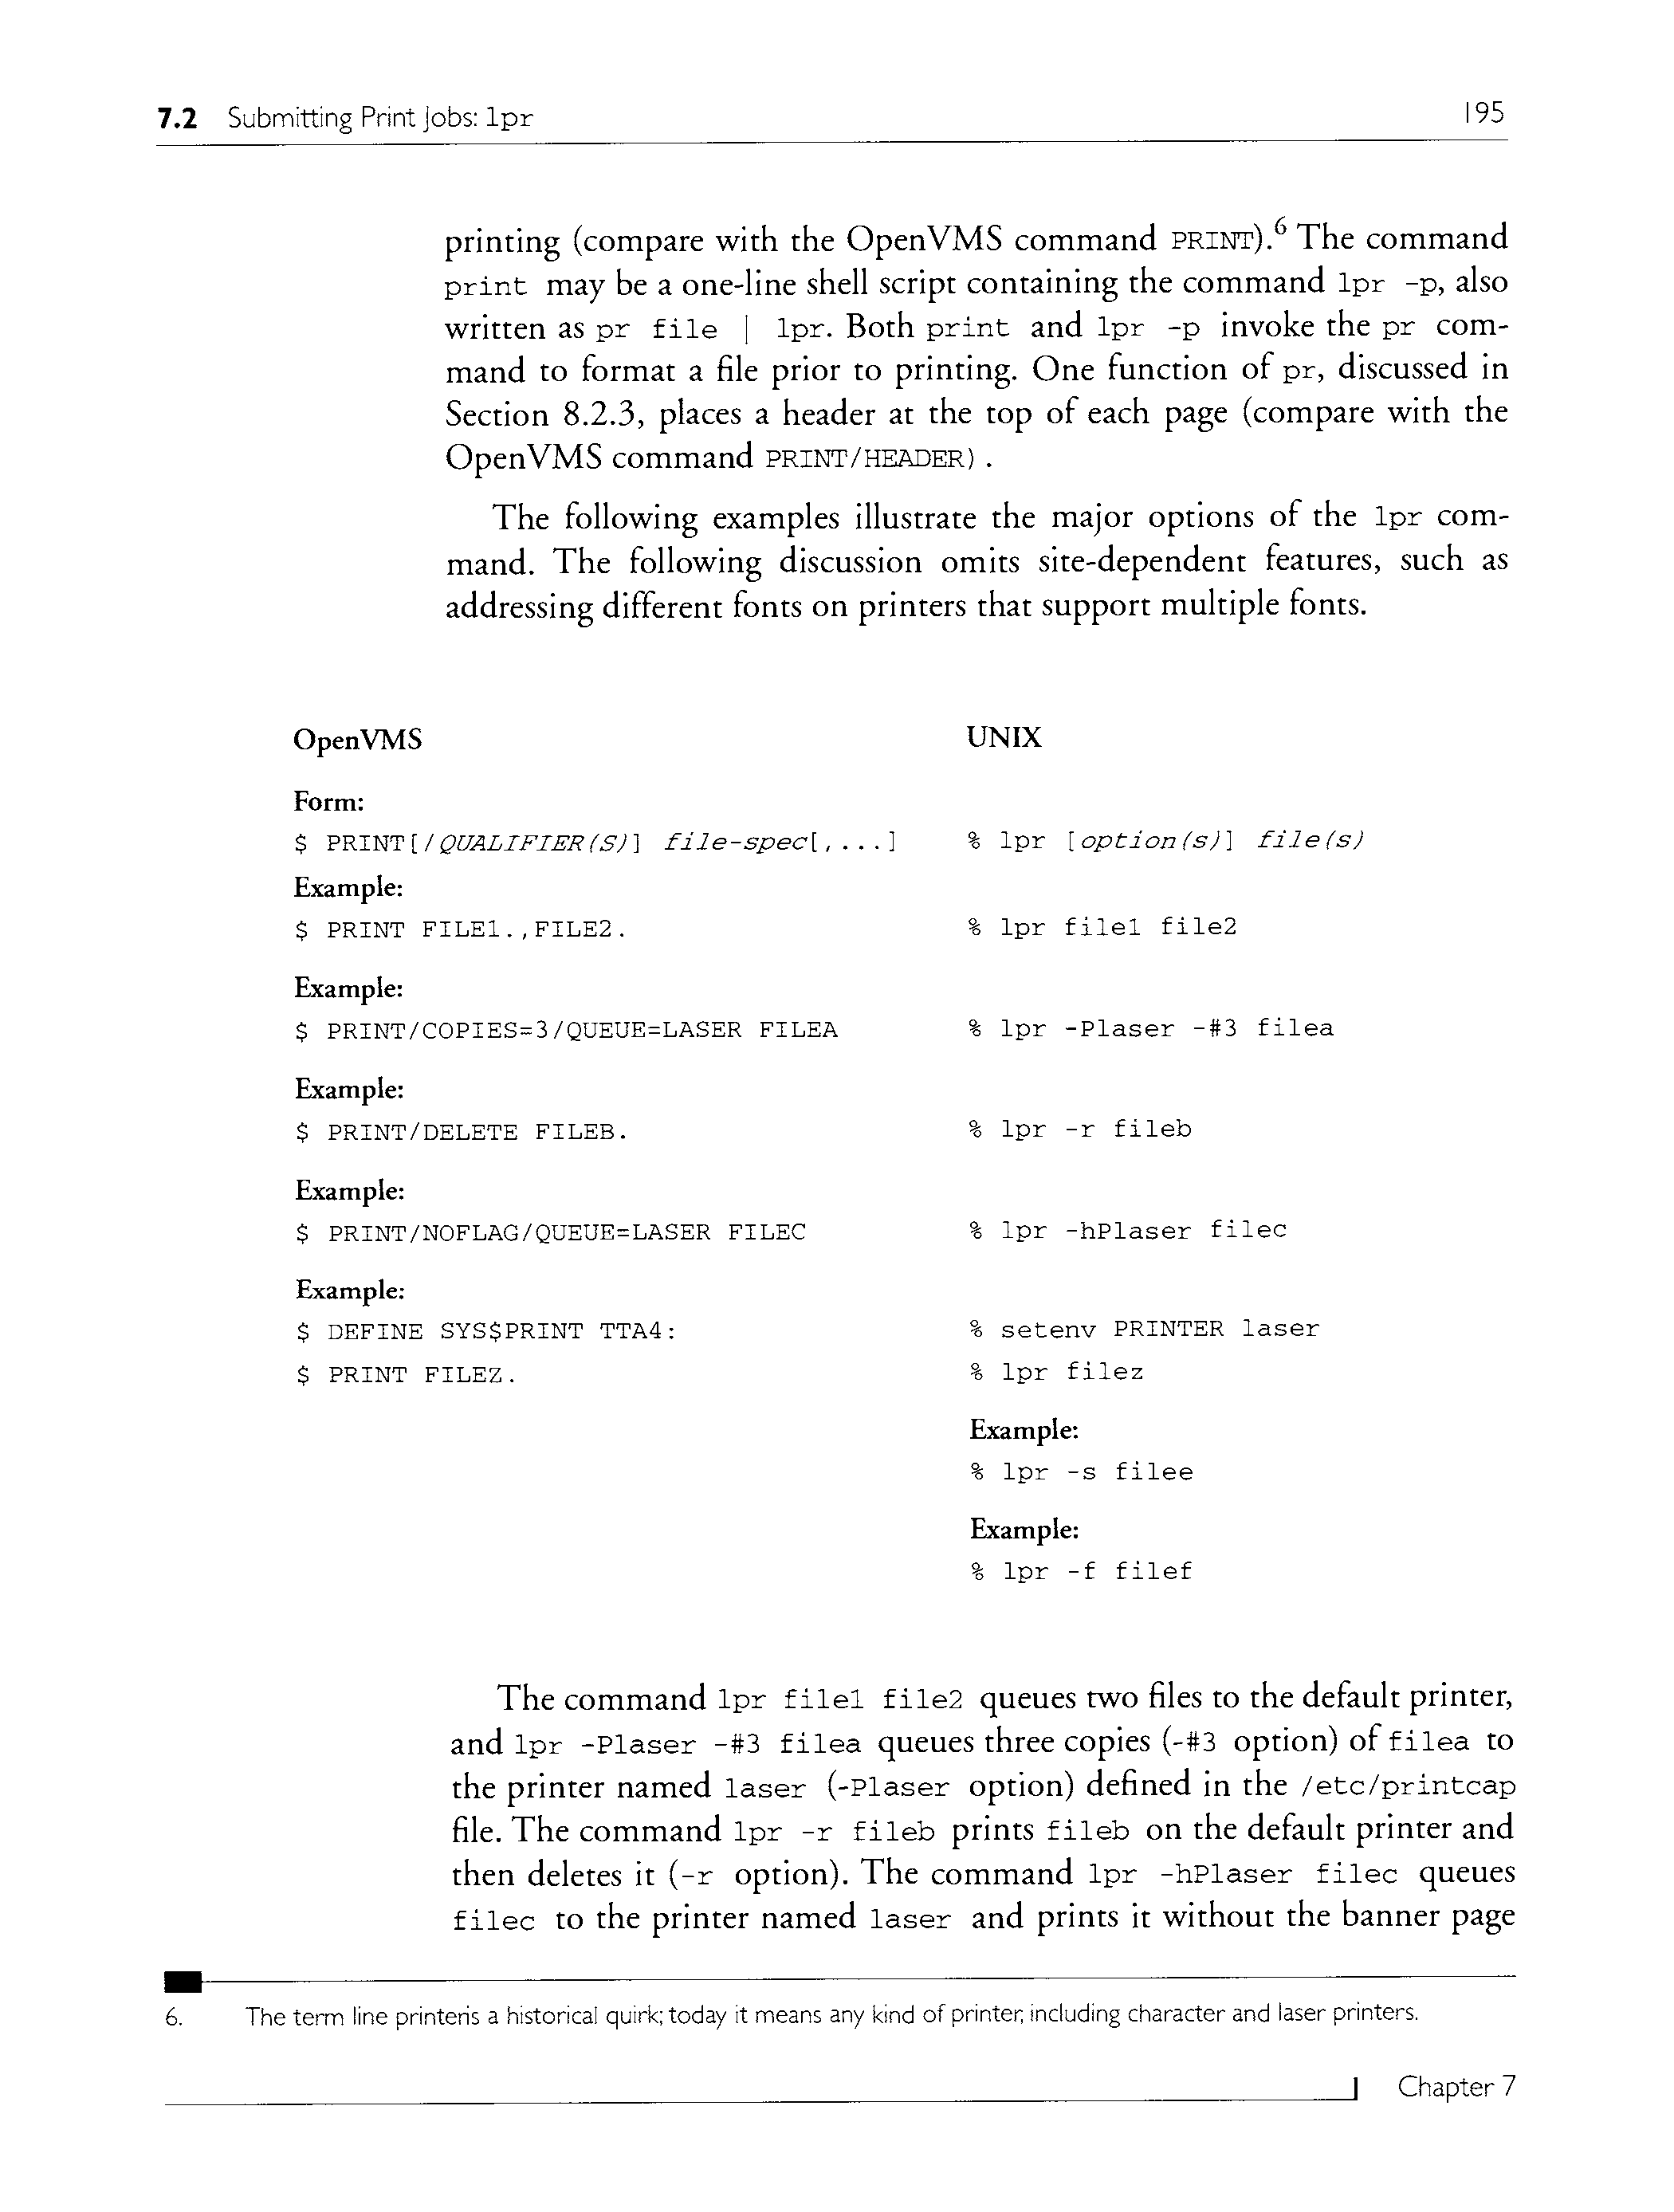 7.2 Submitting Print Jobs: lpr 195
printing (compare with the OpenVMS command PRINT).6 The command
print may be a one-line shell script containing the command lpr -p, also
written as pr file | lpr. Both print and lpr -p invoke the pr com-
mand to format a file prior to printing. One function of pr, discussed in
Section 8.2.3, places a header at the top of each page (compare with the
OpenVMS command PRINT/HEADER) .
The following examples illustrate the major options of the lpr com-
mand. The following discussion omits site-dependent features, such as
addressing different fonts on printers that support multiple fonts.
OpenVMS UNIX
Form:
$ PRINT[/QUALIFIER(S)] file-spec[,...] % lpr [option(s)] file(s)
Example:
$ PRINT FILE1.,FILE2. % lpr file1 file2
Example:
$ PRINT/COPIES=3/QUEUE=LASER FILEA % lpr -Plaser -#3 filea
Example:
$ PRINT/DELETE FILEB. % lpr -r fileb
Example:
$ PRINT/NOFLAG/QUEUE=LASER FILEC % lpr -hPlaser filec
Example:
$ DEFINE SYS$PRINT TTA4: % setenv PRINTER laser
$ PRINT FILEZ. % lpr filez
Example:
% lpr -s filee
Example:
% lpr -f filef
The command lpr file1 file2 queues two files to the default printer,
and lpr -Plaser -#3 filea queues three copies (-#3 option) of filea to
the printer named laser (-Plaser option) defined in the /etc/printcap
file. The command lpr -r fileb prints fileb on the default printer and
then deletes it (-r option). The command lpr -hPlaser filec queues
filec to the printer named laser and prints it without the banner page
6. The term line printeris a historical quirk; today it means any kind of printer, including character and laser printers.
Chapter 7